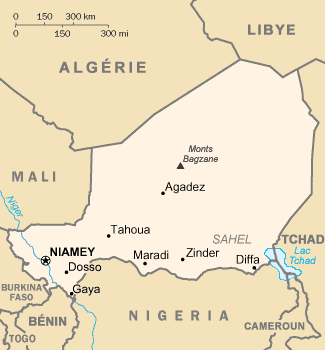 0 150 300 km
0 150 300 mi
LIBYE
ALGÉRIE
MALI
Monts
Bagzane
Agadez
Niger
Tahoua
SAHEL
TCHAD
Lac
Tchad
NIAMEY
Dosso
Maradi
Zinder
Diffa
Gaya
BURKINA
FASO
BÉNIN
TOGO
NIGERIA
CAMEROUN